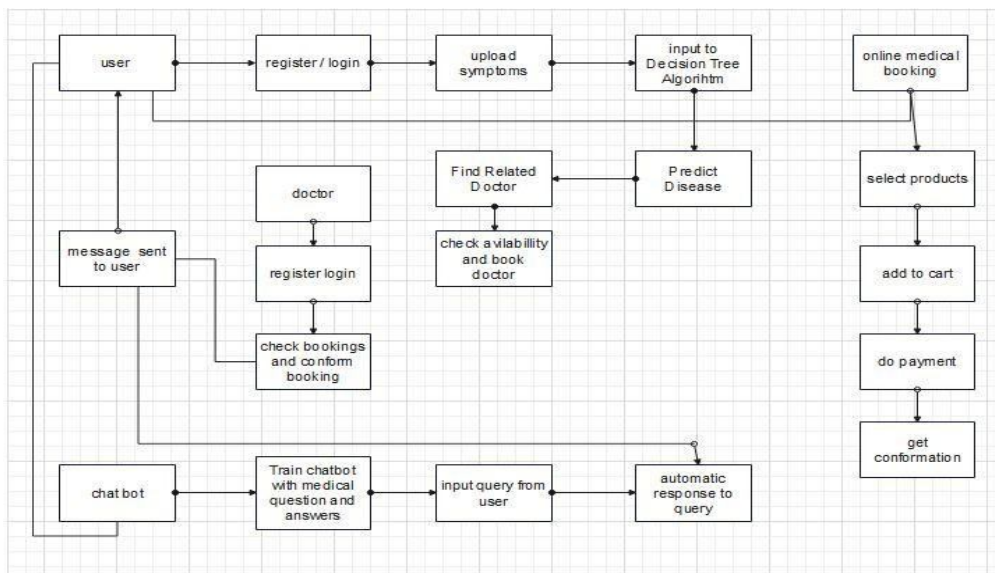 user
register / login
upload
symptoms
input to
Decision Tree
Algorihtm
online medical
booking
Find Related
Doctor
Predict
Disease
select products
doctor
message sent
to user
register login
check avilabillity
and book
doctor
add to cart
check bookings
and conform
booking
do payment
get
conformation
chatbot
Train chatbot
with medical
question and
answers
input query from
user
automatic
response to
query